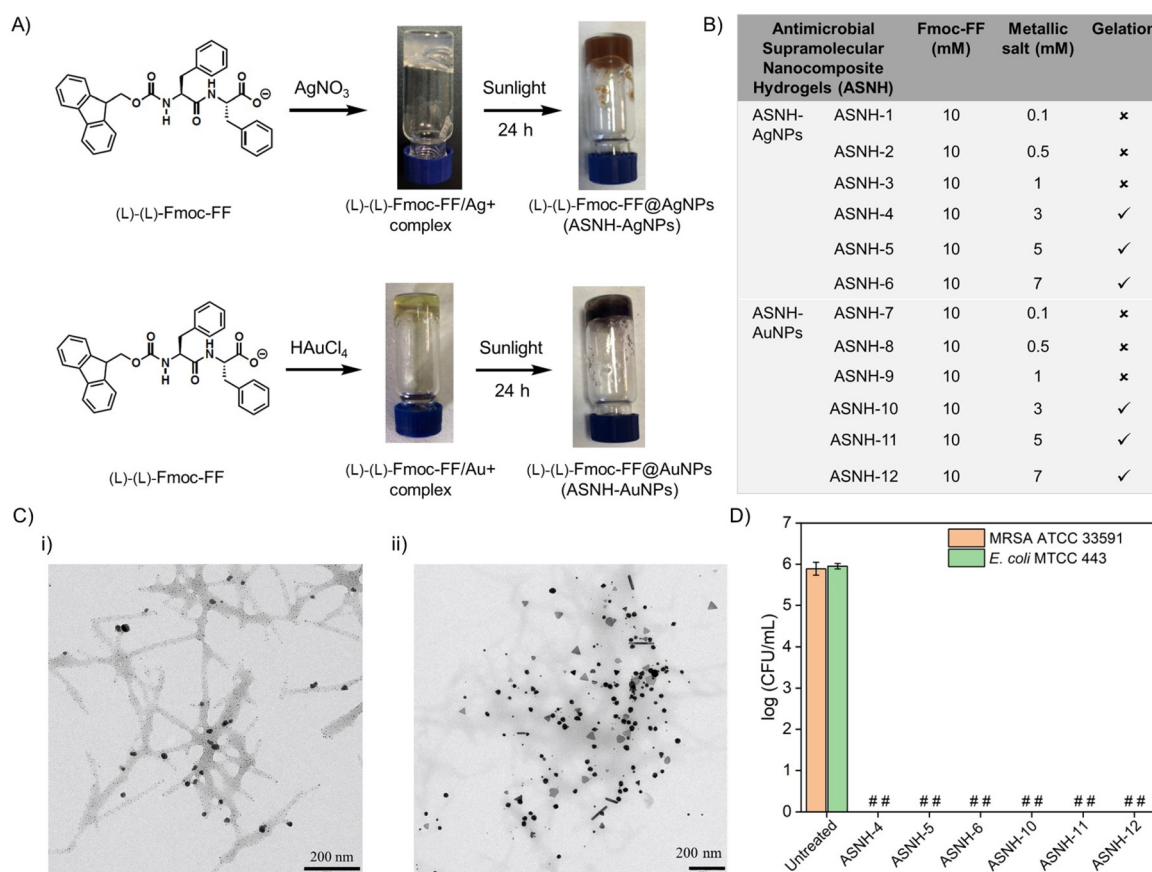 A)
AgNO3
Sunlight
24 h
(L)-(L)-Fmoc-FF
(L)-(L)-Fmoc-FF/Ag+
complex
(L)-(L)-Fmoc-FF@AgNPs
(ASNH-AgNPs)
HAuCl4
Sunlight
24 h
(L)-(L)-Fmoc-FF
(L)-(L)-Fmoc-FF/Au+
complex
(L)-(L)-Fmoc-FF@AuNPs
(ASNH-AuNPs)
O
O
N
H
H
N
O
O
O
⊖
O
O
N
H
H
N
O
O
O
⊖
B)
Antimicrobial Supramolecular Nanocomposite Hydrogels (ASNH)
Fmoc-FF (mM)
Metallic salt (mM)
Gelation
ASNH-AgNPs
ASNH-1 10 0.1 ×
ASNH-2 10 0.5 ×
ASNH-3 10 1 ×
ASNH-4 10 3 ✓
ASNH-5 10 5 ✓
ASNH-6 10 7 ✓
ASNH-AuNPs
ASNH-7 10 0.1 ×
ASNH-8 10 0.5 ×
ASNH-9 10 1 ×
ASNH-10 10 3 ✓
ASNH-11 10 5 ✓
ASNH-12 10 7 ✓
C)
i)
200 nm
ii)
200 nm
D)
MRSA ATCC 33591
E. coli MTCC 443
log (CFU/mL)
7
6
5
4
3
2
1
0
# # # # # # # # # # # #
Untreated
ASNH-4
ASNH-5
ASNH-6
ASNH-10
ASNH-11
ASNH-12